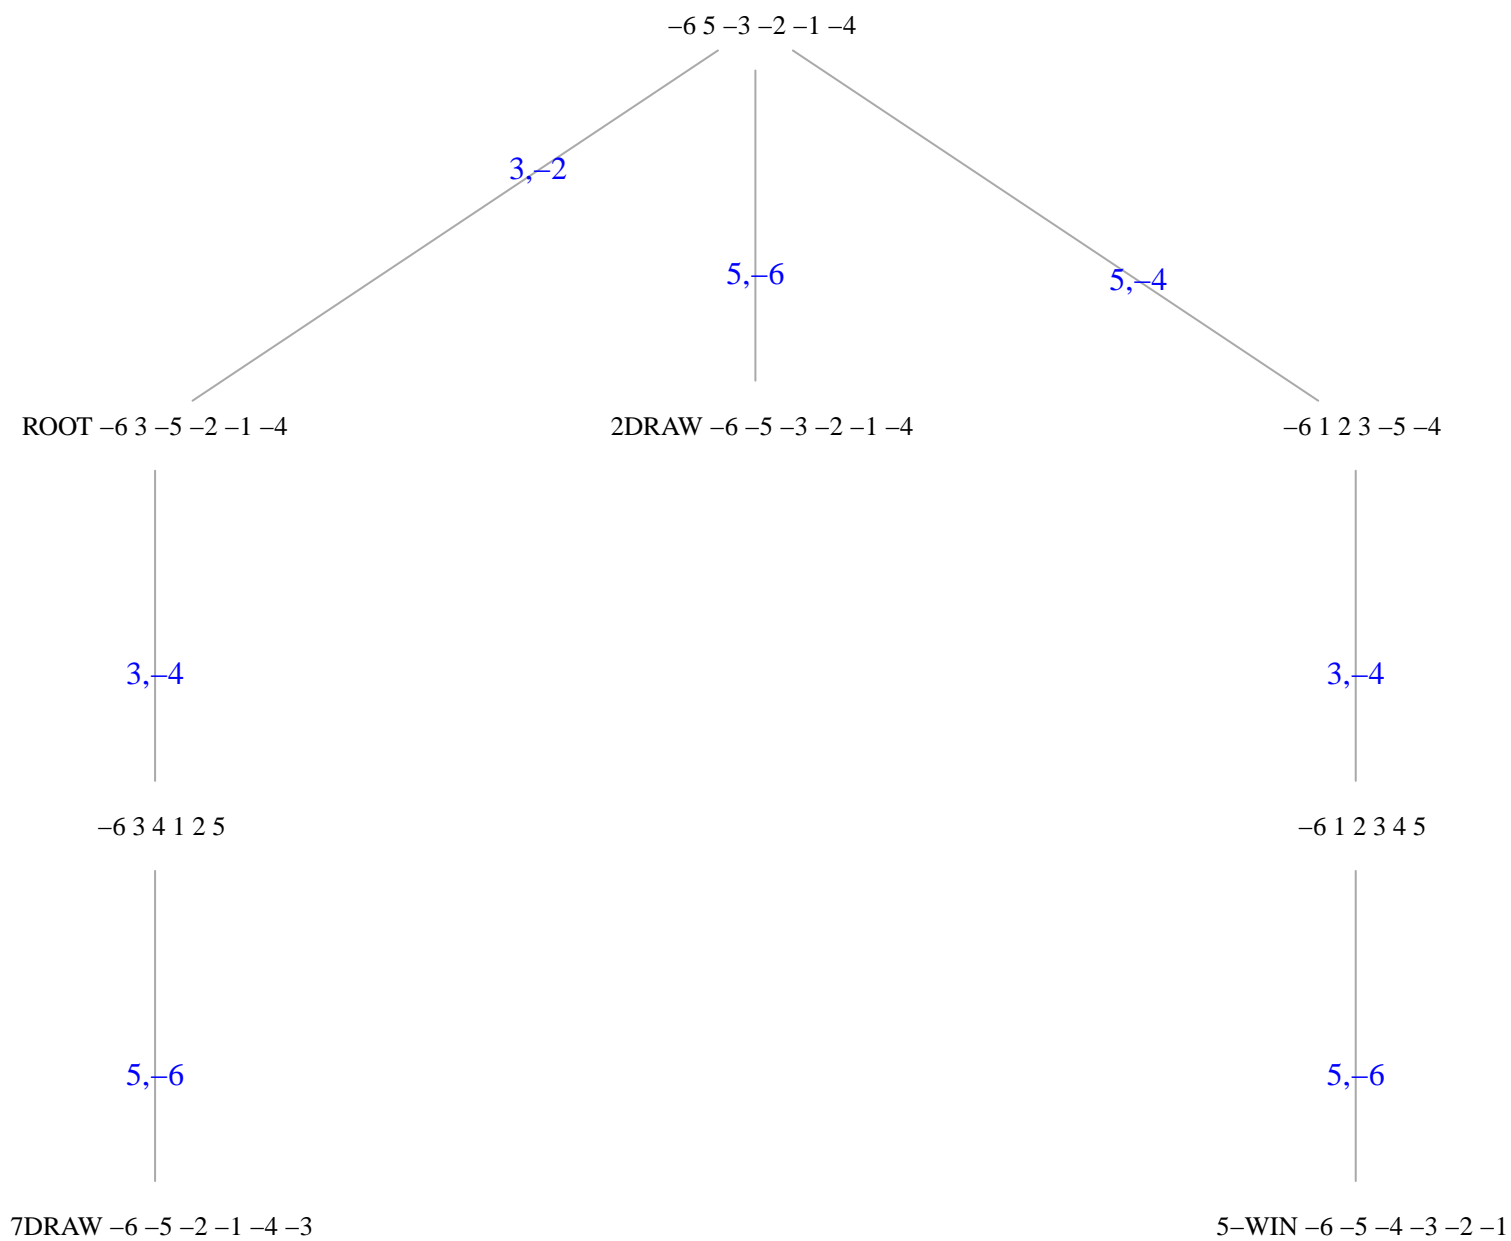 –6 5 –3 –2 –1 –4
3,–2
5,–6
5,–4
ROOT –6 3 –5 –2 –1 –4
2DRAW –6 –5 –3 –2 –1 –4
–6 1 2 3 –5 –4
3,–4
3,–4
–6 3 4 1 2 5
–6 1 2 3 4 5
5,–6
5,–6
7DRAW –6 –5 –2 –1 –4 –3
5–WIN –6 –5 –4 –3 –2 –1